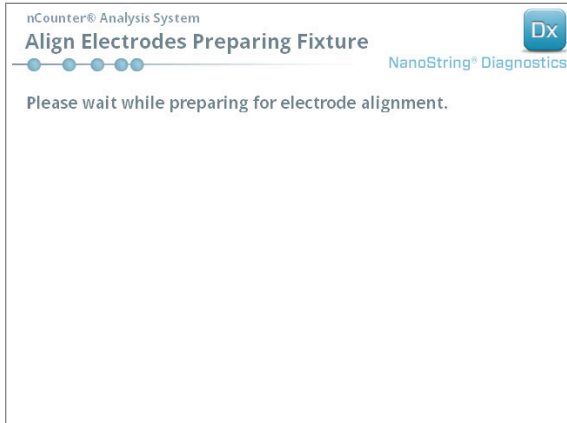 nCounter® Analysis System
Align Electrodes Preparing Fixture
Dx
NanoString® Diagnostics
Please wait while preparing for electrode alignment.